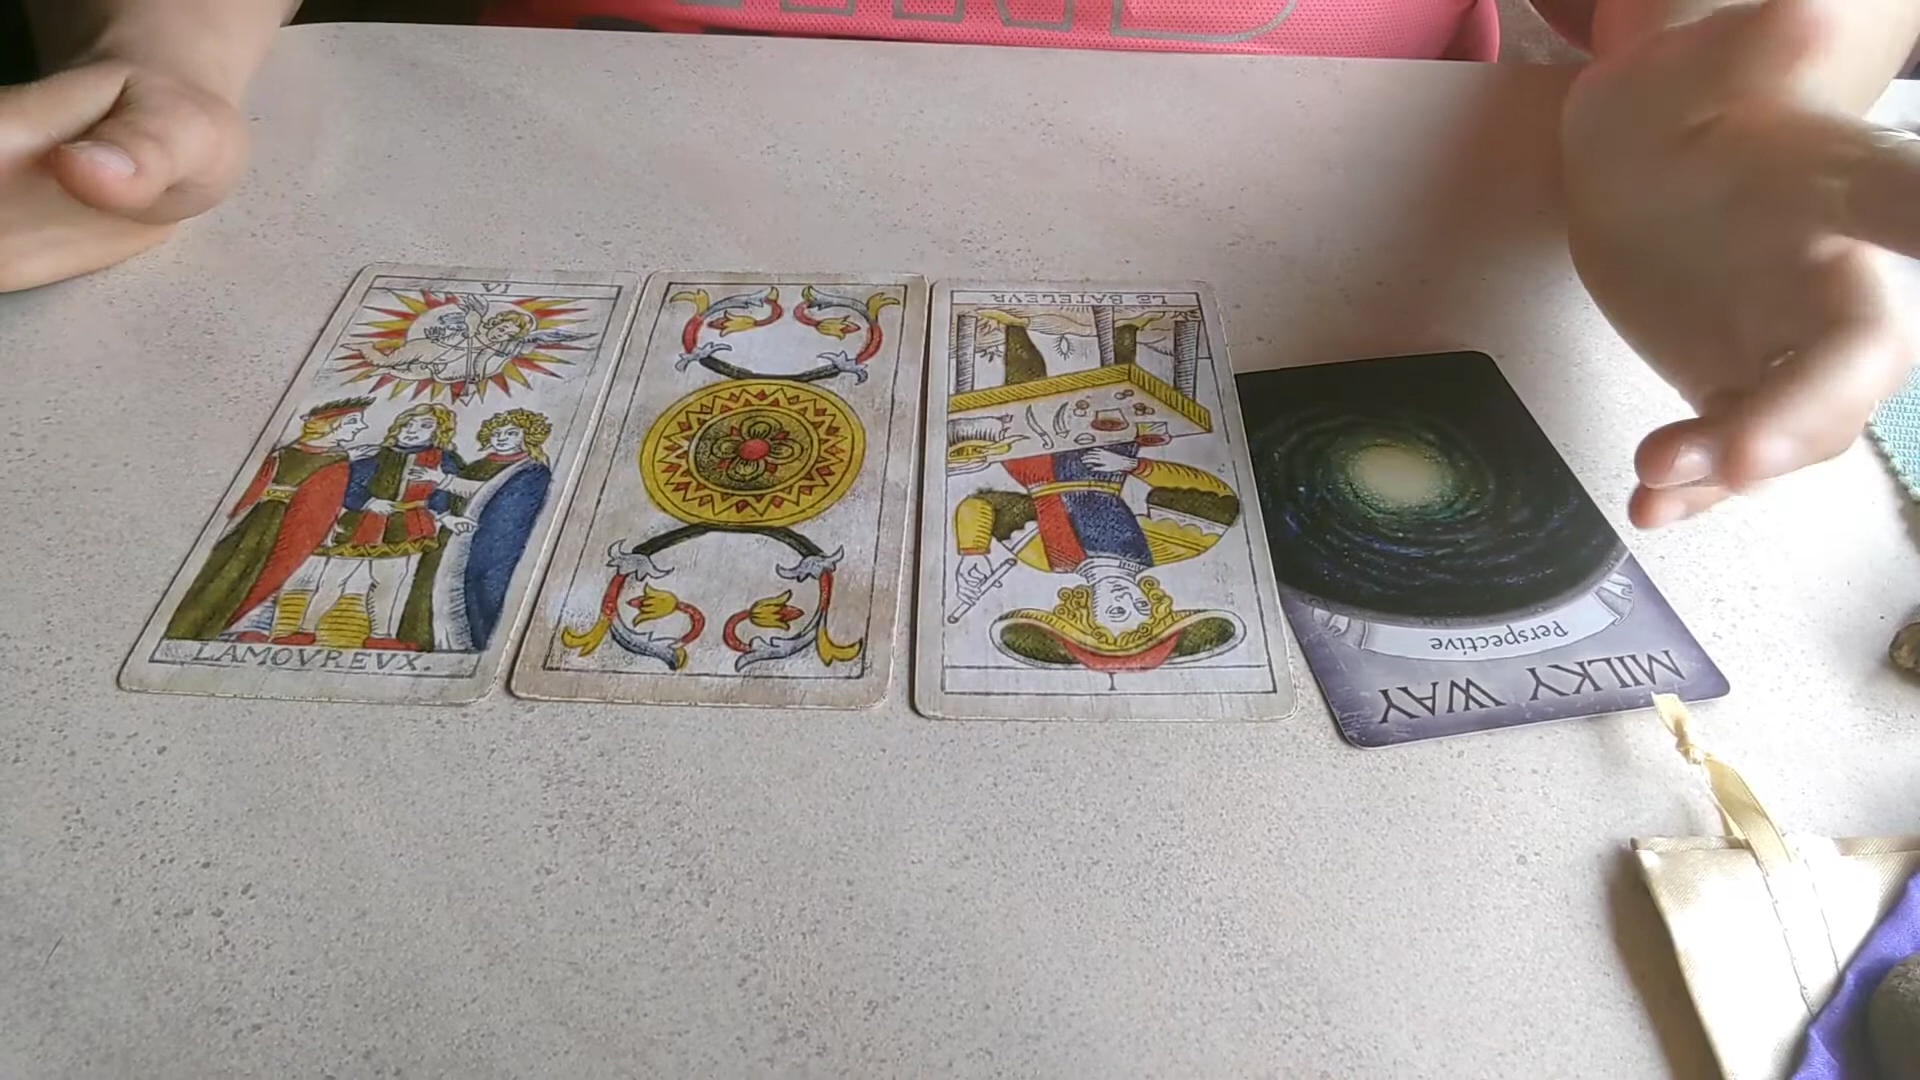 VI
LAMOVREVX.
LE BATELEVR
I
Perspective
MILKY WAY